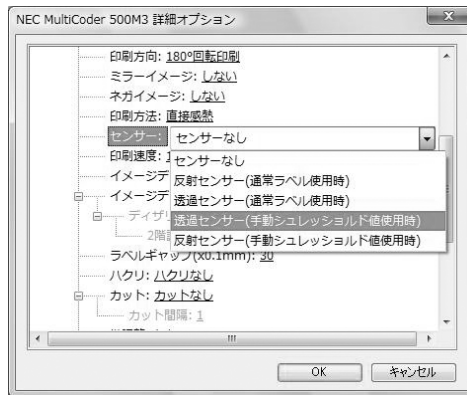 NEC MultiCoder 500M3 詳細オプション
印刷方向: 180º回転印刷
ミラーイメージ: しない
ネガイメージ: しない
印刷方法: 直接感熱
センサー: センサーなし
印刷速度: 1
センサーなし
反射センサー(通常ラベル使用時)
透過センサー(通常ラベル使用時)
透過センサー(手動シュレッショルド値使用時)
反射センサー(手動シュレッショルド値使用時)
イメージデ
イメージデ
ディザリ
2階
ラベルギャップ(x0.1mm): 30
ハクリ: ハクリなし
カット: カットなし
カット間隔: 1
OK キャンセル